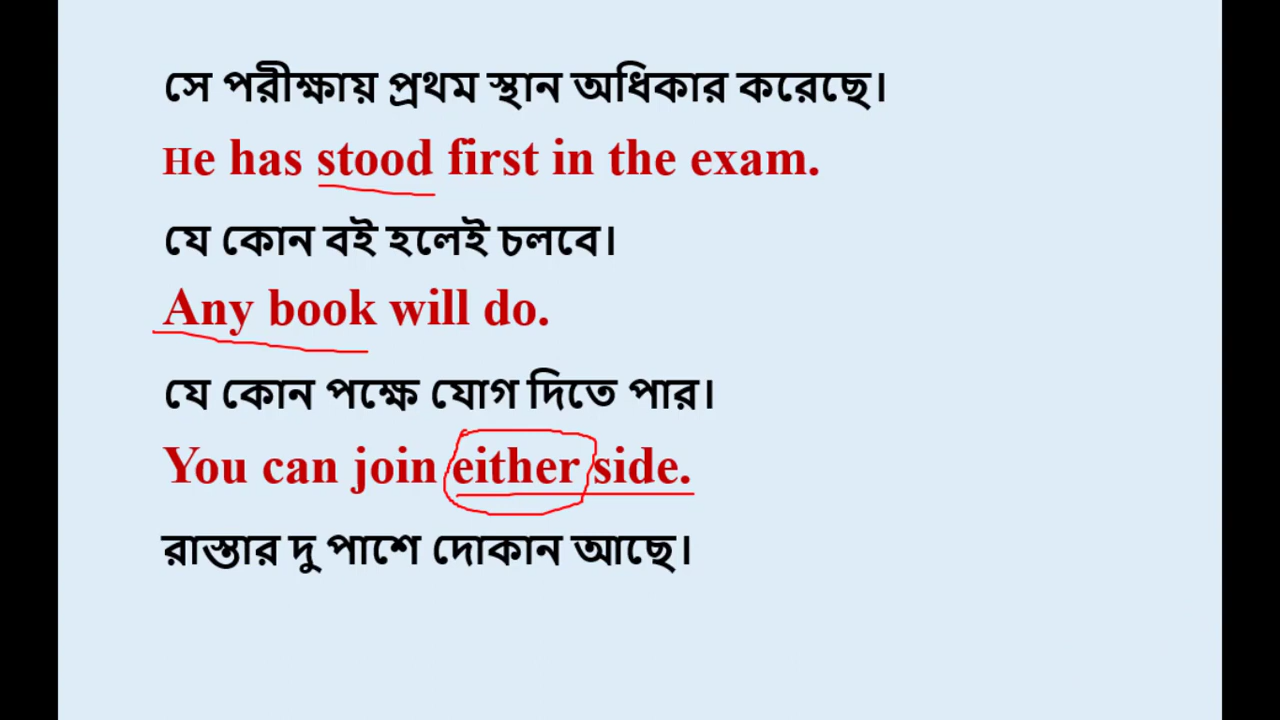 সে পরীক্ষায় প্রথম স্থান অধিকার করেছে।
He has stood first in the exam.
যে কোন বই হলেই চলবে।
Any book will do.
যে কোন পক্ষে যোগ দিতে পার।
You can join either side.
রাস্তার দু পাশে দোকান আছে।